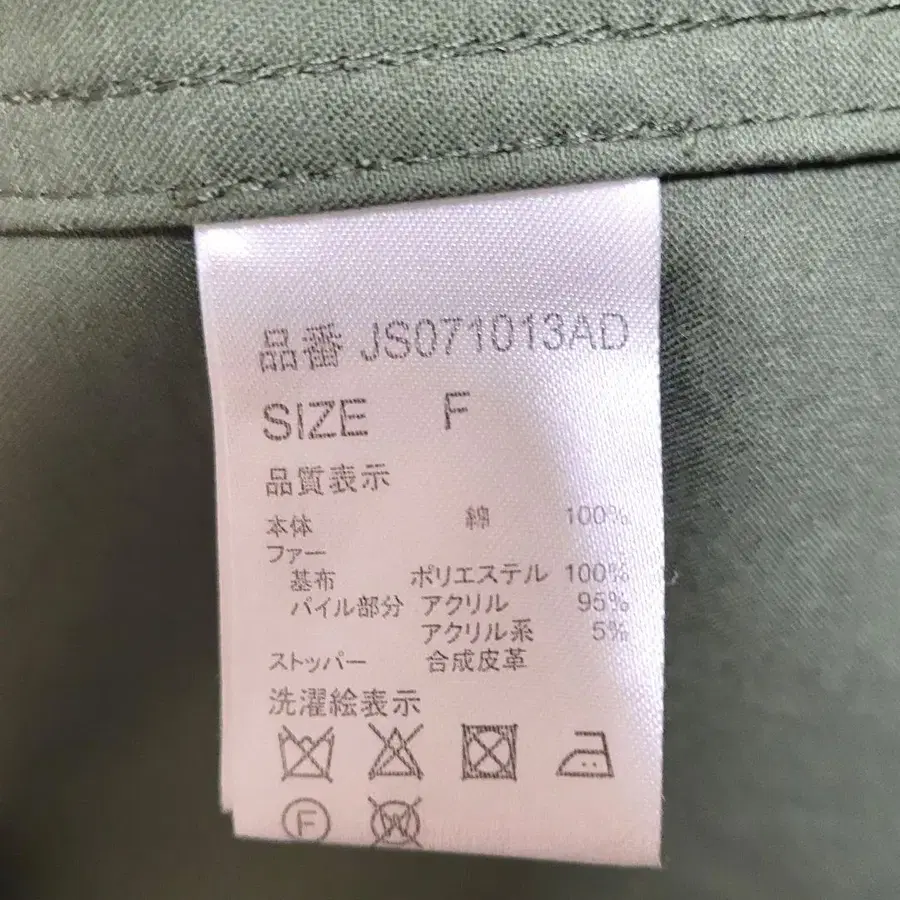 品番 JS071013AD
SIZE F
品質表示
本体 綿 100%
ファー
基布 ポリエステル 100%
パイル部分 アクリル 95%
アクリル系 5%
ストッパー 合成皮革
洗濯絵表示
F
W